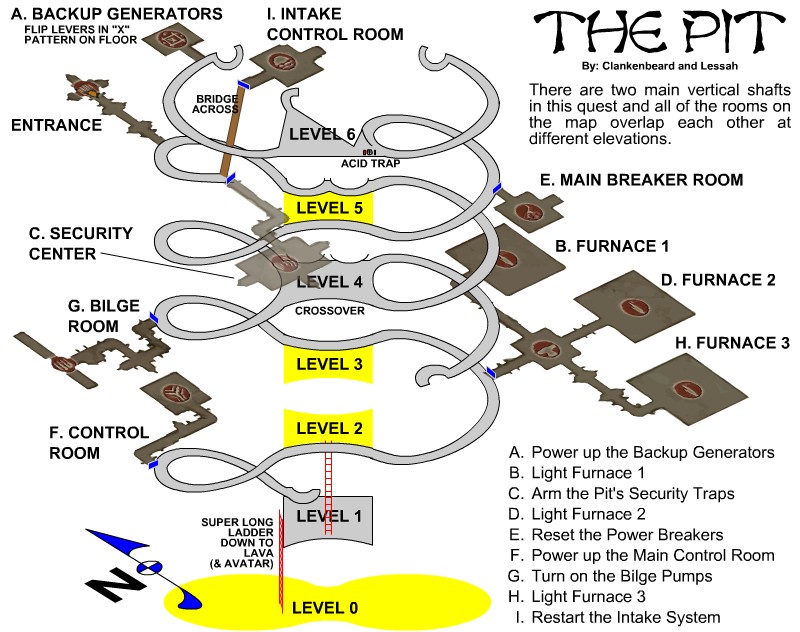 THE PIT
By: Clankenbeard and Lessah
There are two main vertical shafts
in this quest and all of the rooms on
the map overlap each other at
different elevations.
A. BACKUP GENERATORS
FLIP LEVERS IN "X"
PATTERN ON FLOOR
I. INTAKE
CONTROL ROOM
BRIDGE
ACROSS
ENTRANCE
LEVEL 6
ACID TRAP
E. MAIN BREAKER ROOM
LEVEL 5
C. SECURITY
CENTER
B. FURNACE 1
LEVEL 4
CROSSOVER
D. FURNACE 2
G. BILGE
ROOM
H. FURNACE 3
LEVEL 3
F. CONTROL
ROOM
LEVEL 2
LEVEL 1
SUPER LONG
LADDER
DOWN TO
LAVA
(& AVATAR)
N
LEVEL 0
A. Power up the Backup Generators
B. Light Furnace 1
C. Arm the Pit's Security Traps
D. Light Furnace 2
E. Reset the Power Breakers
F. Power up the Main Control Room
G. Turn on the Bilge Pumps
H. Light Furnace 3
I. Restart the Intake System